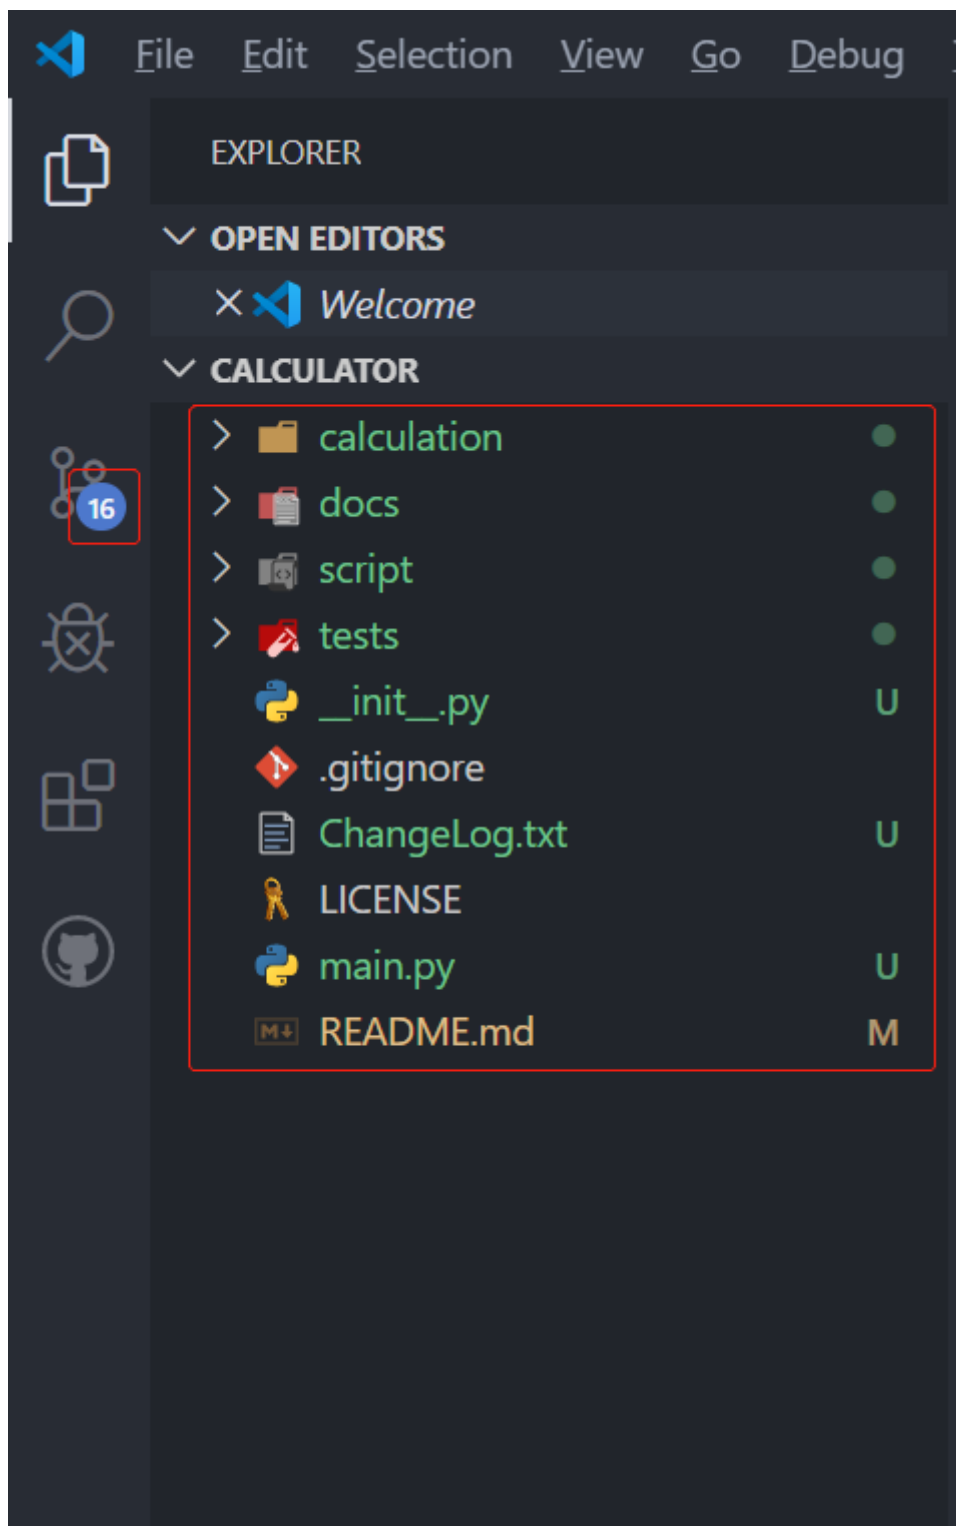 File Edit Selection View Go Debug
EXPLORER
OPEN EDITORS
Welcome
CALCULATOR
calculation
docs
16
script
tests
__init__.py U
.gitignore
ChangeLog.txt U
LICENSE
main.py U
M README.md M